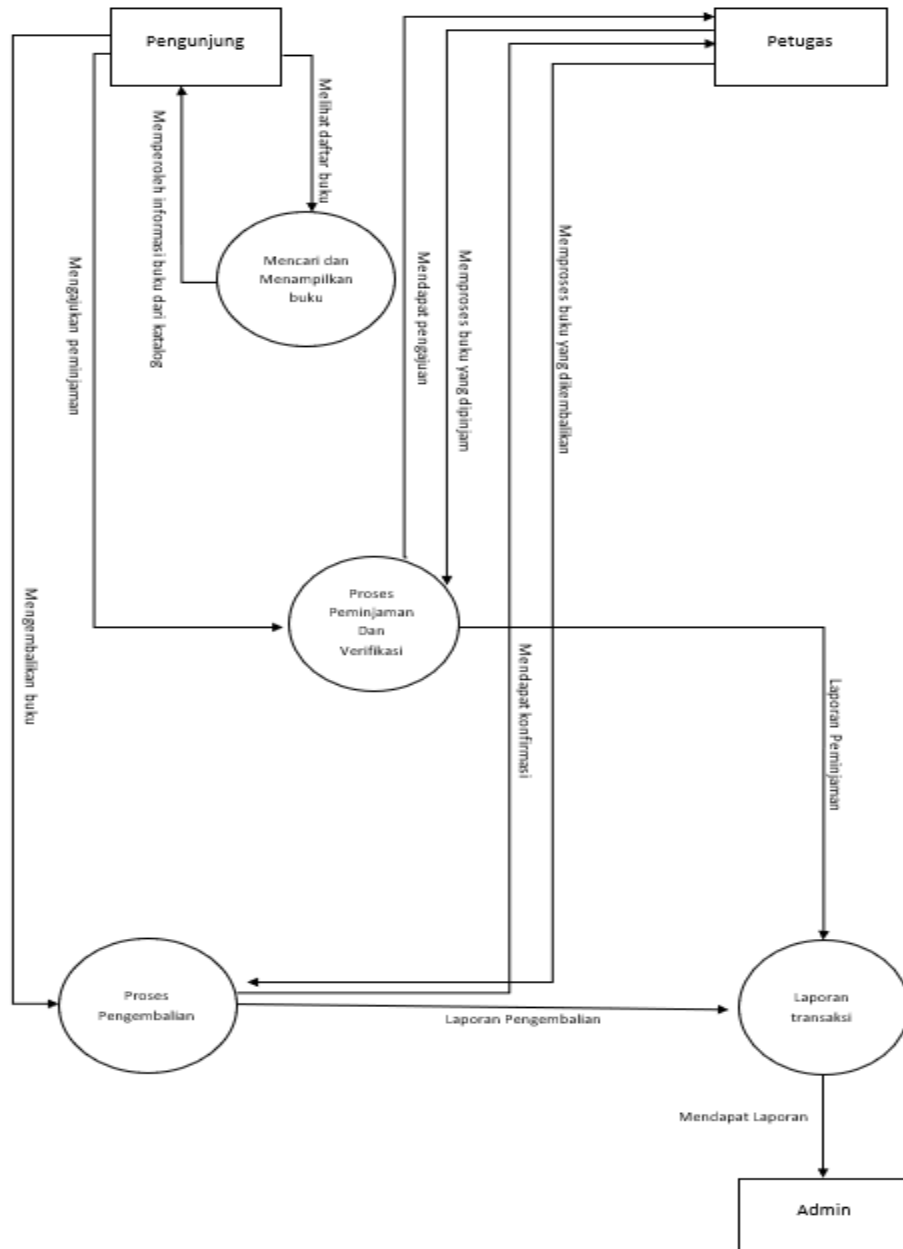 Pengunjung
Petugas
Melihat daftar buku
Memperoleh informasi buku dari katalog
Mencari dan
Menampilkan
buku
Mengajukan peminjaman
Mendapat pengajuan
Memproses buku yang dipinjam
Memproses buku yang dikembalikan
Proses
Peminjaman
Dan
Verifikasi
Mengembalikan buku
Mendapat konfirmasi
Laporan Peminjaman
Proses
Pengembalian
Laporan Pengembalian
Laporan
transaksi
Mendapat Laporan
Admin